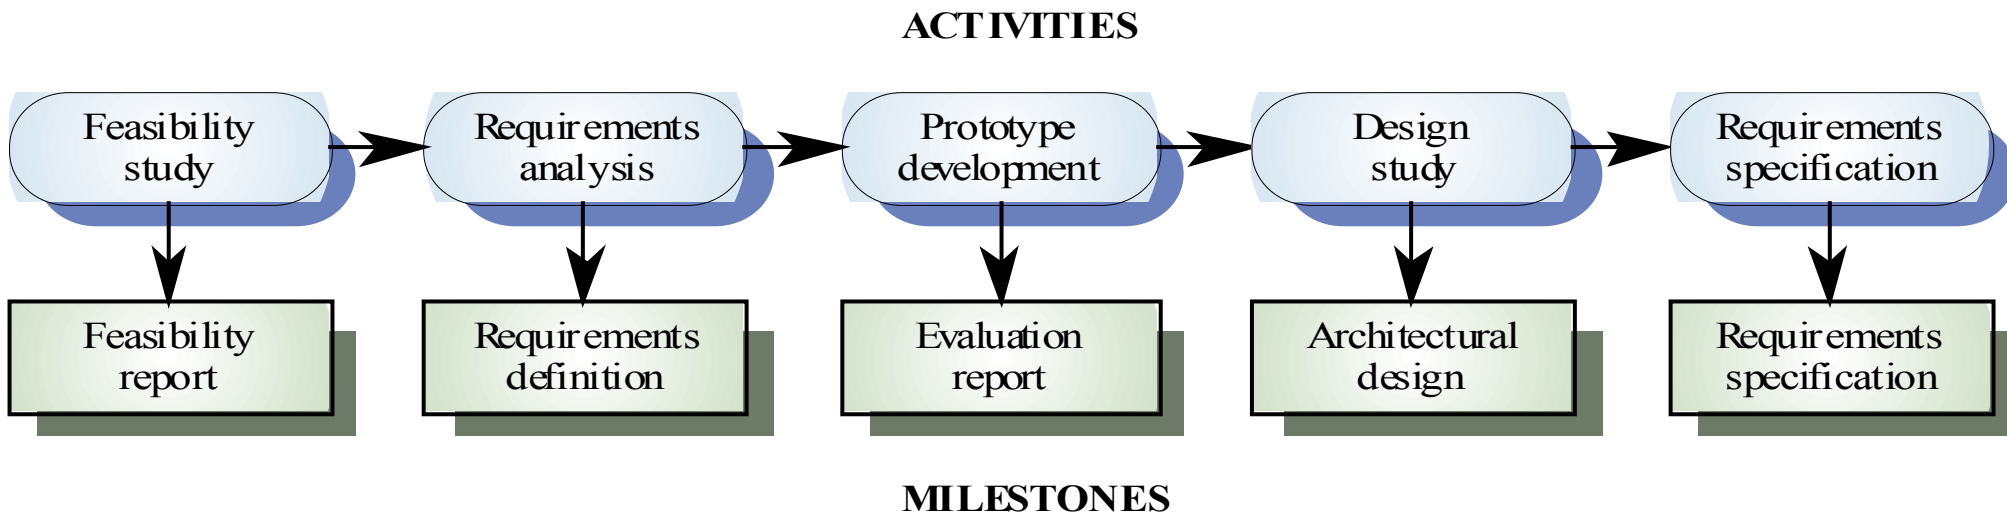 ACTIVITIES
Feasibility
study
Requirements
analysis
Prototype
development
Design
study
Requirements
specification
Feasibility
report
Requirements
definition
Evaluation
report
Architectural
design
Requirements
specification
MILESTONES